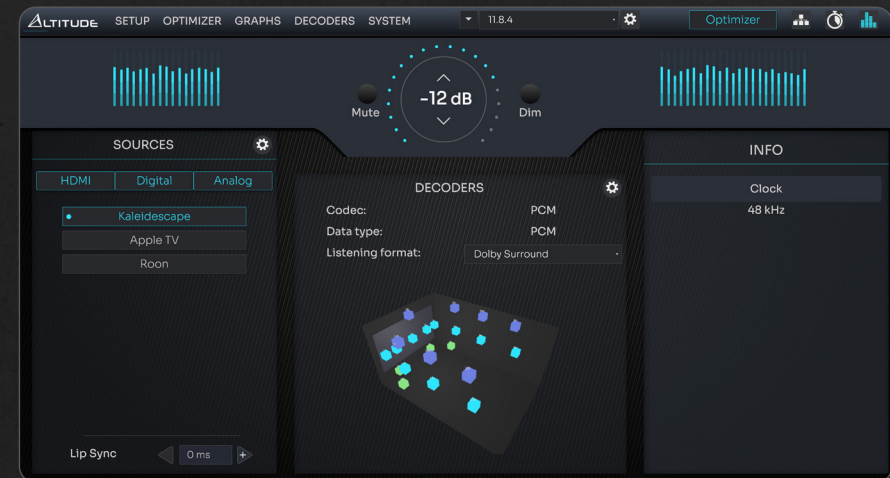 ALTITUDE SETUP OPTIMIZER GRAPHS DECODERS SYSTEM 11.8.4 Optimizer
-12 dB
Mute Dim
SOURCES
HDMI Digital Analog
Kaleidescape
Apple TV
Roon
Lip Sync 0 ms +
DECODERS
Codec: PCM
Data type: PCM
Listening format: Dolby Surround
INFO
Clock
48 kHz